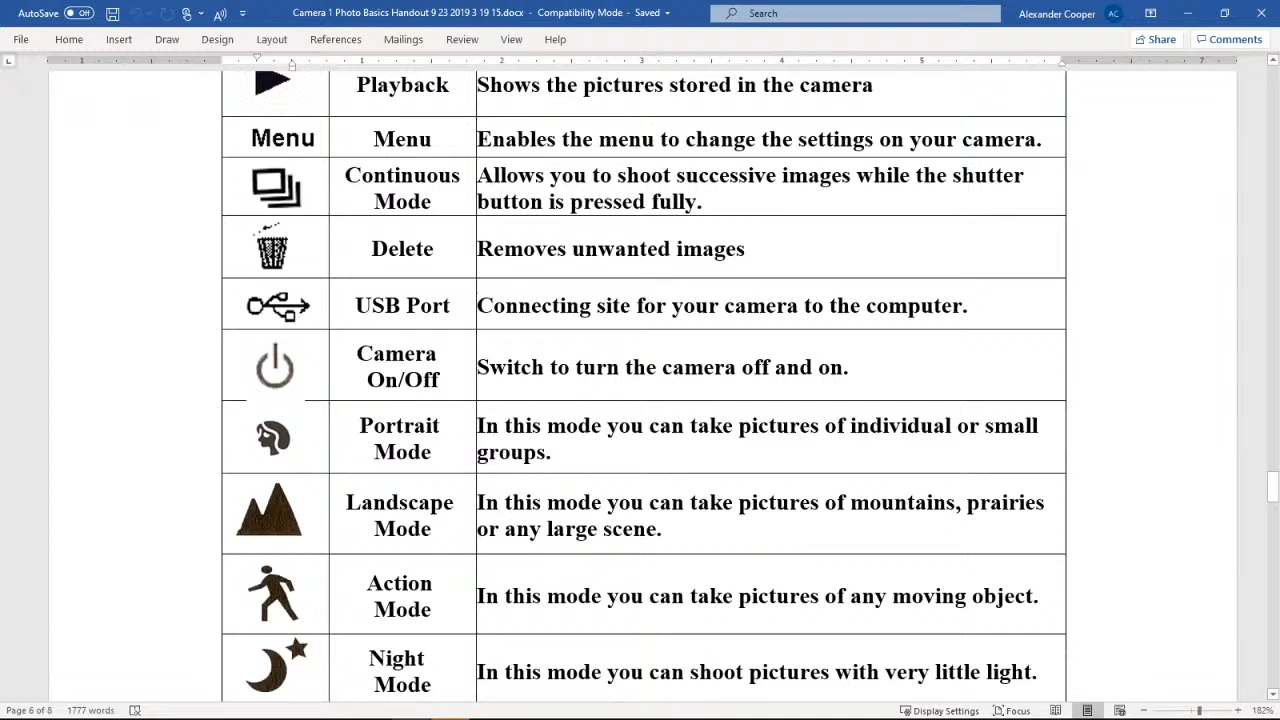 AutoSave Off Camera 1 Photo Basics Handout 9 23 2019 3 19 15.docx - Compatibility Mode - Saved Search Alexander Cooper AC
File Home Insert Draw Design Layout References Mailings Review View Help Share Comments
1 1 2 3 4 5 6 7
Playback Shows the pictures stored in the camera
Menu Menu Enables the menu to change the settings on your camera.
Continuous Allows you to shoot successive images while the shutter
Mode button is pressed fully.
Delete Removes unwanted images
USB Port Connecting site for your camera to the computer.
Camera
On/Off Switch to turn the camera off and on.
Portrait In this mode you can take pictures of individual or small
Mode groups.
Landscape In this mode you can take pictures of mountains, prairies
Mode or any large scene.
Action
Mode In this mode you can take pictures of any moving object.
Night
Mode In this mode you can shoot pictures with very little light.
Page 6 of 8 1777 words Display Settings Focus 182%